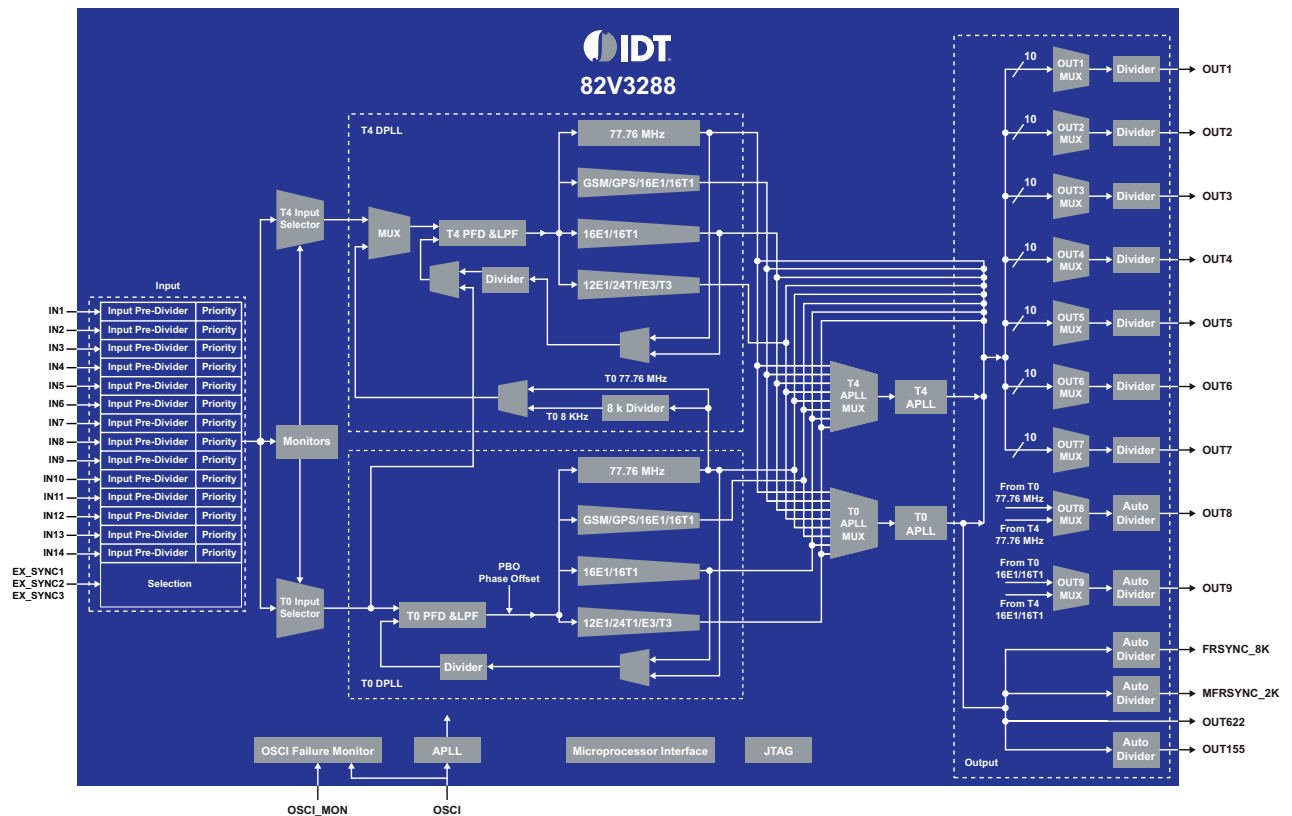 IDT
82V3288
T4 DPLL
77.76 MHz
GSM/GPS/16E1/16T1
16E1/16T1
12E1/24T1/E3/T3
T4 Input
Selector
MUX
T4 PFD &LPF
Divider
T0 77.76 MHz
8 k Divider
T0 8 KHz
Input
IN1
Input Pre-Divider
Priority
IN2
Input Pre-Divider
Priority
IN3
Input Pre-Divider
Priority
IN4
Input Pre-Divider
Priority
IN5
Input Pre-Divider
Priority
IN6
Input Pre-Divider
Priority
IN7
Input Pre-Divider
Priority
IN8
Input Pre-Divider
Priority
IN9
Input Pre-Divider
Priority
IN10
Input Pre-Divider
Priority
IN11
Input Pre-Divider
Priority
IN12
Input Pre-Divider
Priority
IN13
Input Pre-Divider
Priority
IN14
Input Pre-Divider
Priority
EX_SYNC1
EX_SYNC2
EX_SYNC3
Selection
Monitors
T0 Input
Selector
77.76 MHz
GSM/GPS/16E1/16T1
PBO
Phase Offset
16E1/16T1
T0 PFD &LPF
12E1/24T1/E3/T3
Divider
T0 DPLL
T4
APLL
MUX
T4
APLL
T0
APLL
MUX
T0
APLL
10
OUT1
MUX
Divider
OUT1
10
OUT2
MUX
Divider
OUT2
10
OUT3
MUX
Divider
OUT3
10
OUT4
MUX
Divider
OUT4
10
OUT5
MUX
Divider
OUT5
10
OUT6
MUX
Divider
OUT6
10
OUT7
MUX
Divider
OUT7
From T0
77.76 MHz
From T4
77.76 MHz
OUT8
MUX
Auto
Divider
OUT8
From T0
16E1/16T1
From T4
16E1/16T1
OUT9
MUX
Auto
Divider
OUT9
Auto
Divider
FRSYNC_8K
Auto
Divider
MFRSYNC_2K
OUT622
Auto
Divider
OUT155
Output
OSCI Failure Monitor
APLL
Microprocessor Interface
JTAG
OSCI_MON
OSCI